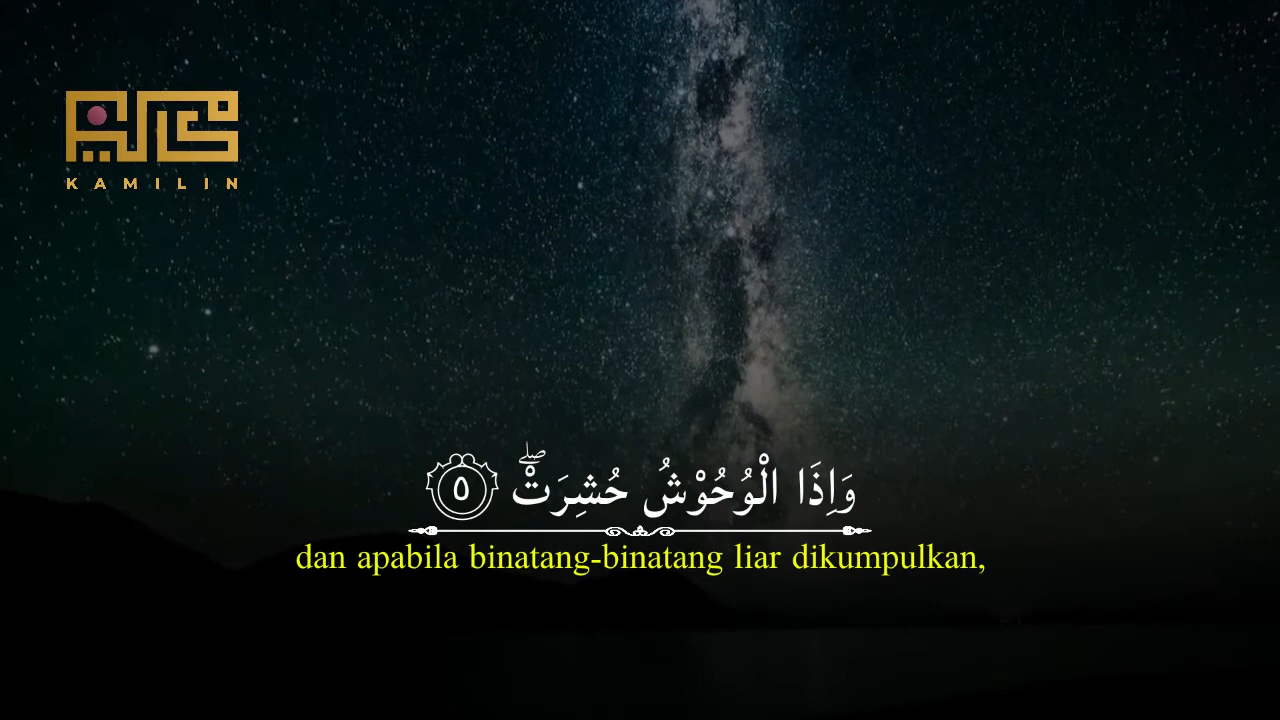 KAMILIN
وَاِذَا الْوُحُوْشُ حُشِرَتْۖ ٥
dan apabila binatang-binatang liar dikumpulkan,